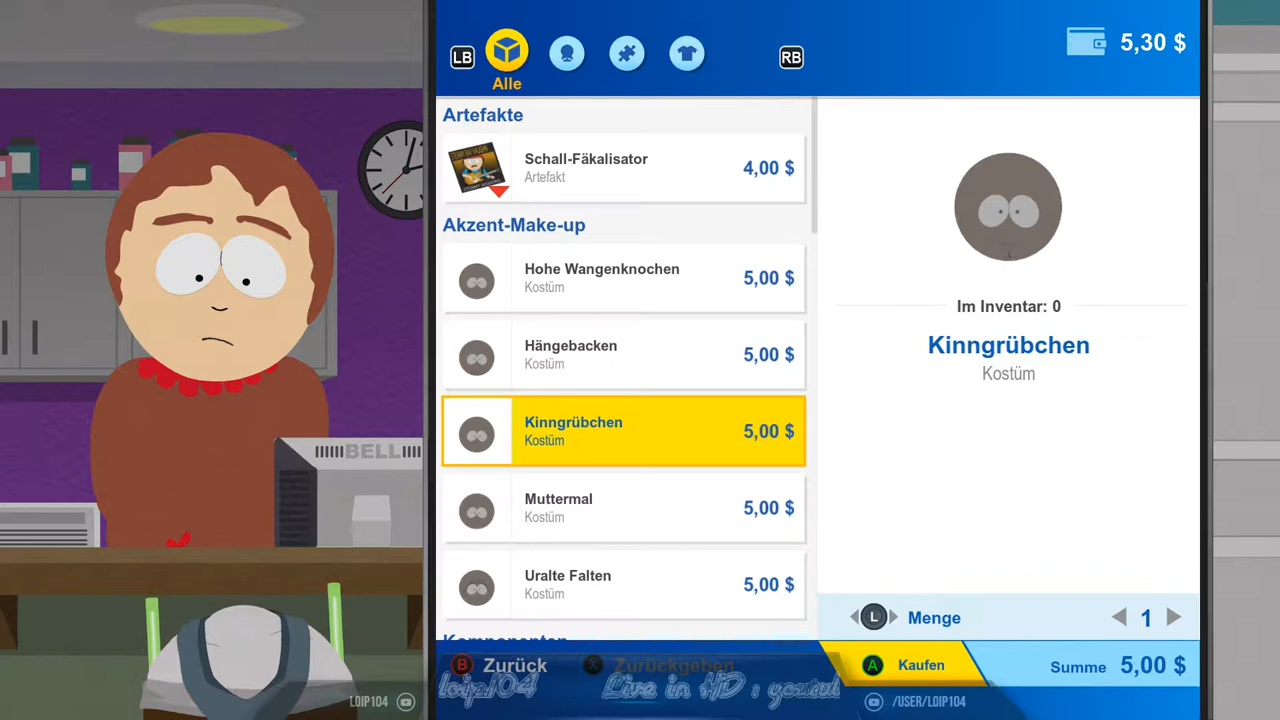 LB
Alle
RB
5,30 $
Artefakte
Schall-Fäkalisator
Artefakt
4,00 $
Akzent-Make-up
Hohe Wangenknochen
Kostüm
5,00 $
Hängebacken
Kostüm
5,00 $
Kinngrübchen
Kostüm
5,00 $
Muttermal
Kostüm
5,00 $
Uralte Falten
Kostüm
5,00 $
Komponenten
Im Inventar: 0
Kinngrübchen
Kostüm
L Menge 1
B Zurück
X Zurückgeben
A Kaufen
Summe 5,00 $
BELL
LOIP104
loip104
Live in HD : youtul
/USER/LOIP104